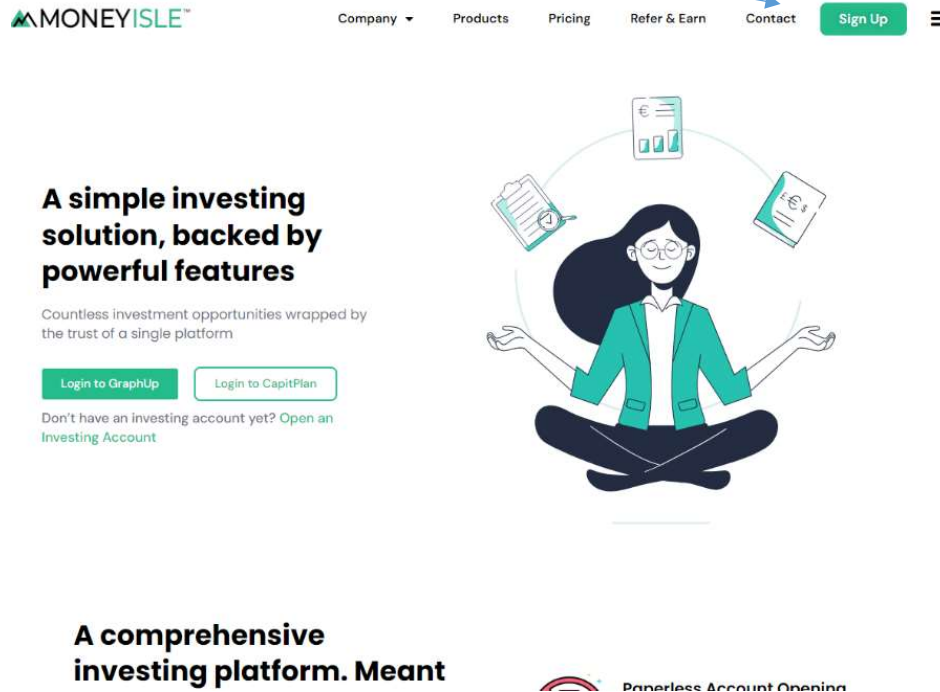 MONEYISLE™
Company Products Pricing Refer & Earn Contact Sign Up
€
£€$
A simple investing
solution, backed by
powerful features
Countless investment opportunities wrapped by
the trust of a single platform
Login to GraphUp Login to CapitPlan
Don't have an investing account yet? Open an
Investing Account
A comprehensive
investing platform. Meant
Paperless Account Opening